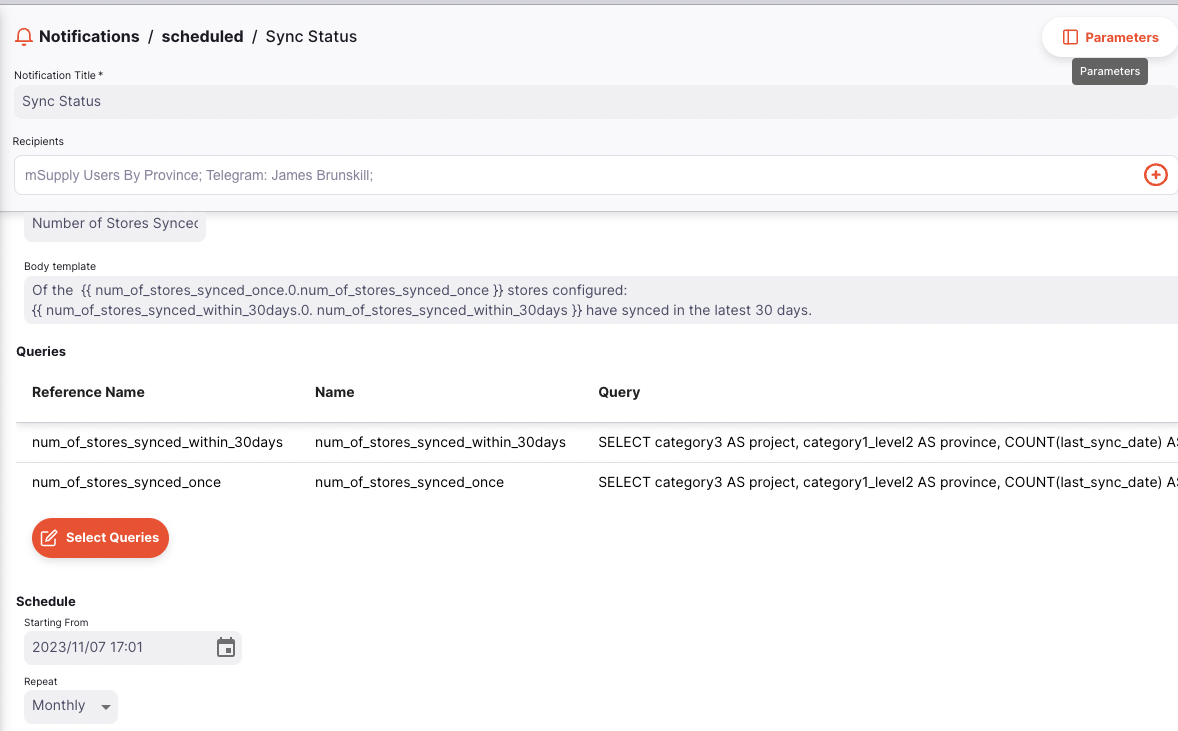 Notifications / scheduled / Sync Status
Parameters
Parameters
Notification Title *
Sync Status
Recipients
mSupply Users By Province; Telegram: James Brunskill;
Number of Stores Synced
Body template
Of the {{ num_of_stores_synced_once.0.num_of_stores_synced_once }} stores configured:
{{ num_of_stores_synced_within_30days.0. num_of_stores_synced_within_30days }} have synced in the latest 30 days.
Queries
Reference Name Name Query
num_of_stores_synced_within_30days num_of_stores_synced_within_30days SELECT category3 AS project, category1_level2 AS province, COUNT(last_sync_date) AS
num_of_stores_synced_once num_of_stores_synced_once SELECT category3 AS project, category1_level2 AS province, COUNT(last_sync_date) AS
Select Queries
Schedule
Starting From
2023/11/07 17:01
Repeat
Monthly